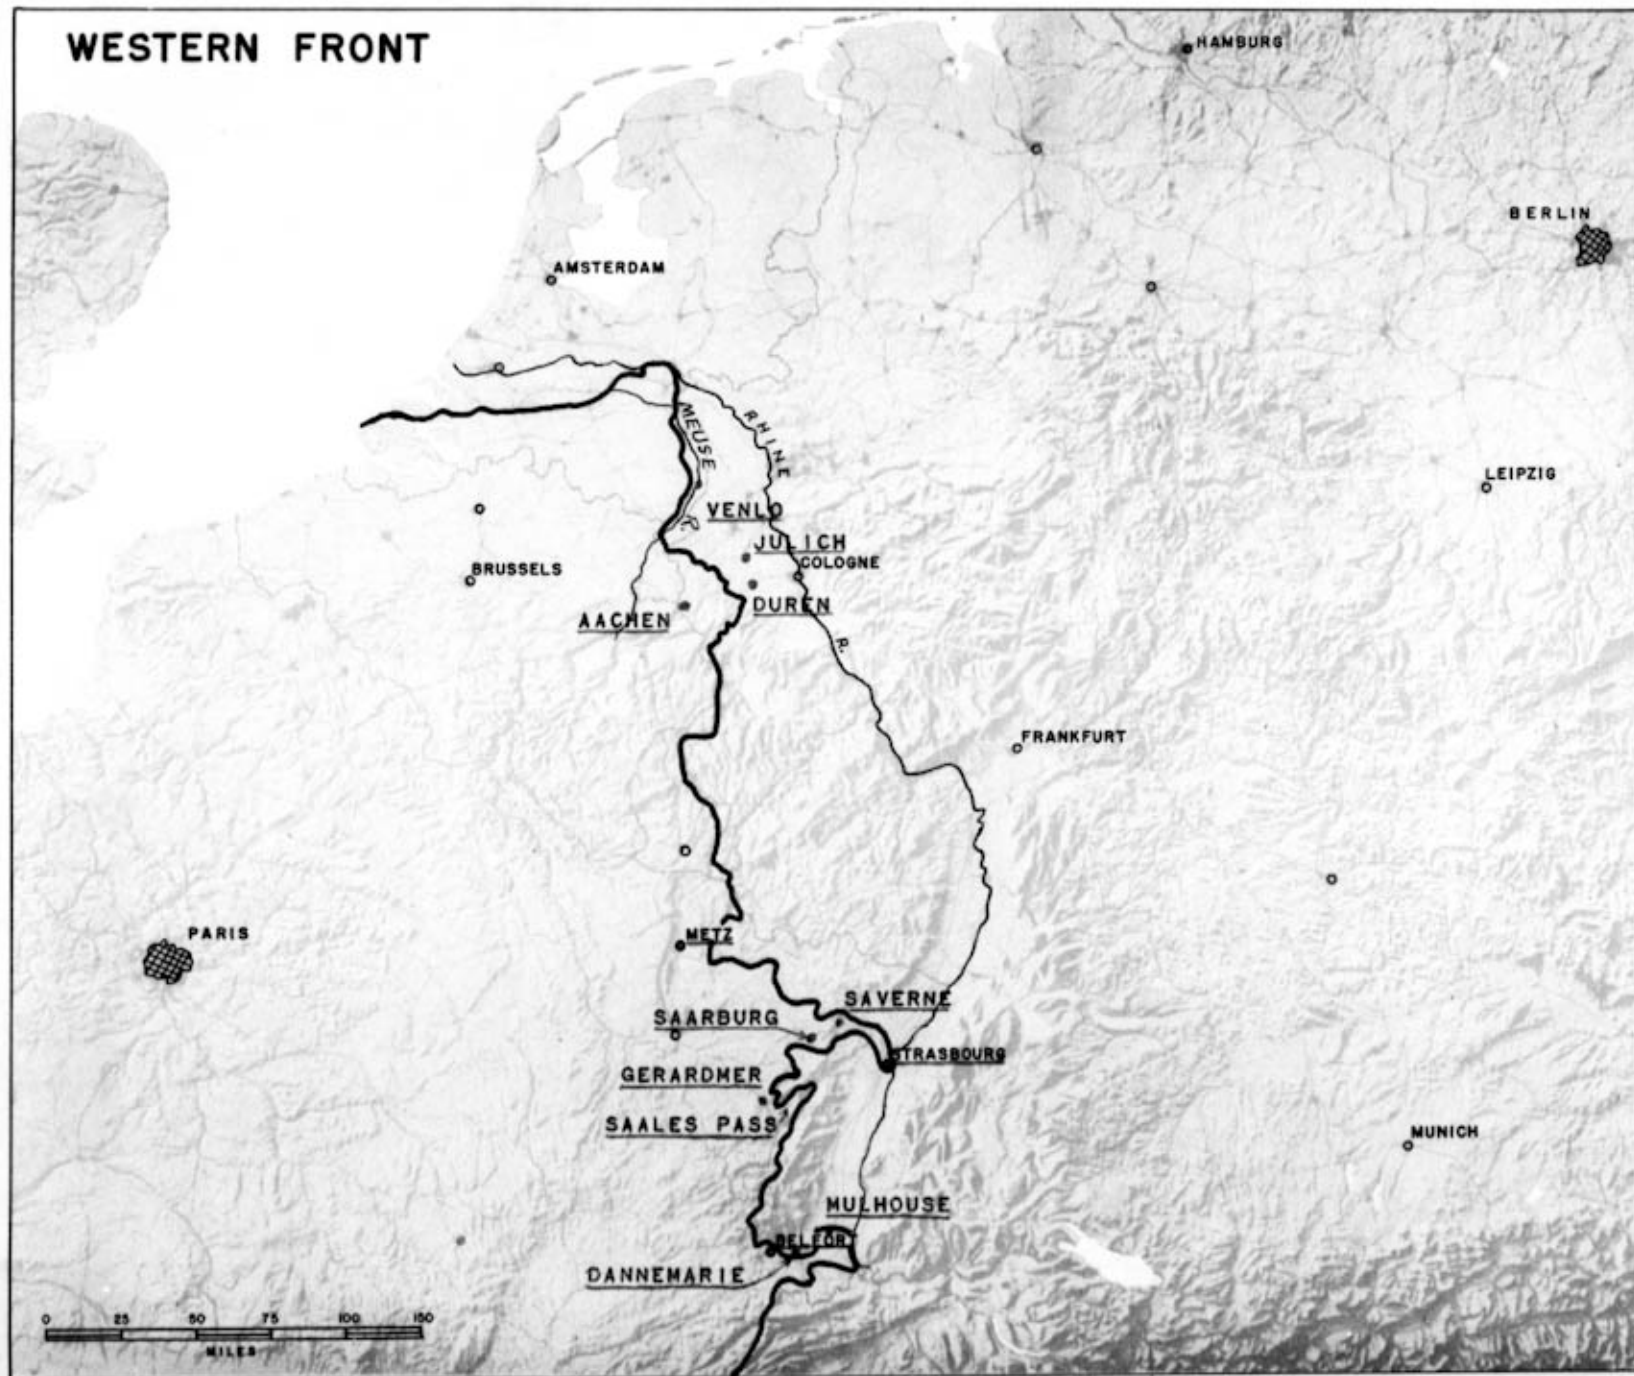 WESTERN FRONT
HAMBURG
BERLIN
AMSTERDAM
MEUSE R.
RHINE R.
LEIPZIG
VENLO
JULICH
COLOGNE
BRUSSELS
DUREN
AACHEN
FRANKFURT
PARIS
METZ
SAVERNE
SAARBURG
STRASBOURG
GERARDMER
SAALES PASS
MUNICH
MULHOUSE
BELFORT
DANNEMARIE
0 25 50 75 100 150
MILES